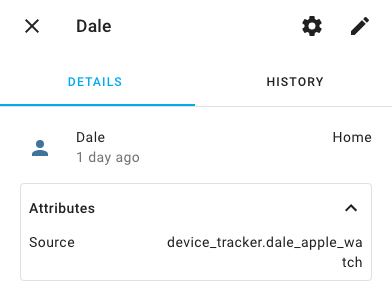 Dale
DETAILS HISTORY
Dale Home
1 day ago
Attributes
Source device_tracker.dale_apple_wa
tch